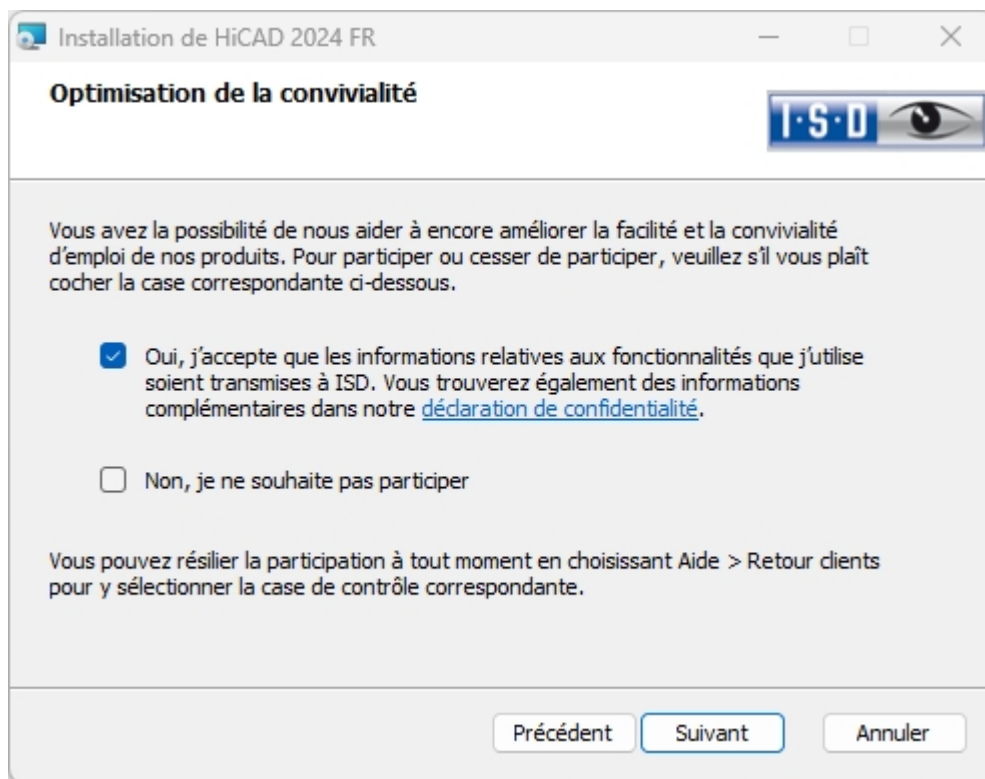 Installation de HiCAD 2024 FR
Optimisation de la convivialité
I·S·D
Vous avez la possibilité de nous aider à encore améliorer la facilité et la convivialité
d’emploi de nos produits. Pour participer ou cesser de participer, veuillez s’il vous plaît
cocher la case correspondante ci-dessous.
Oui, j’accepte que les informations relatives aux fonctionnalités que j’utilise
soient transmises à ISD. Vous trouverez également des informations
complémentaires dans notre déclaration de confidentialité.
Non, je ne souhaite pas participer
Vous pouvez résilier la participation à tout moment en choisissant Aide > Retour clients
pour y sélectionner la case de contrôle correspondante.
Précédent Suivant Annuler